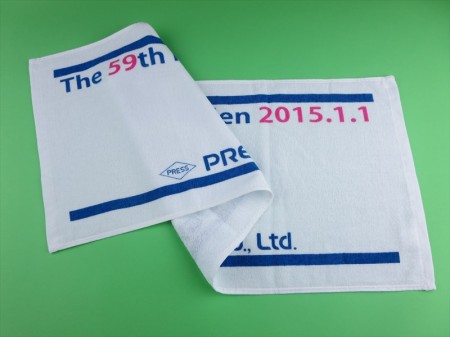 The 59th
en 2015.1.1
PRESS PRE
., Ltd.